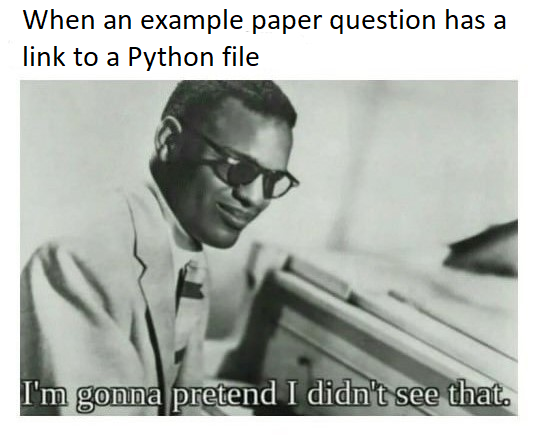 When an example paper question has a
link to a Python file
I'm gonna pretend I didn't see that.